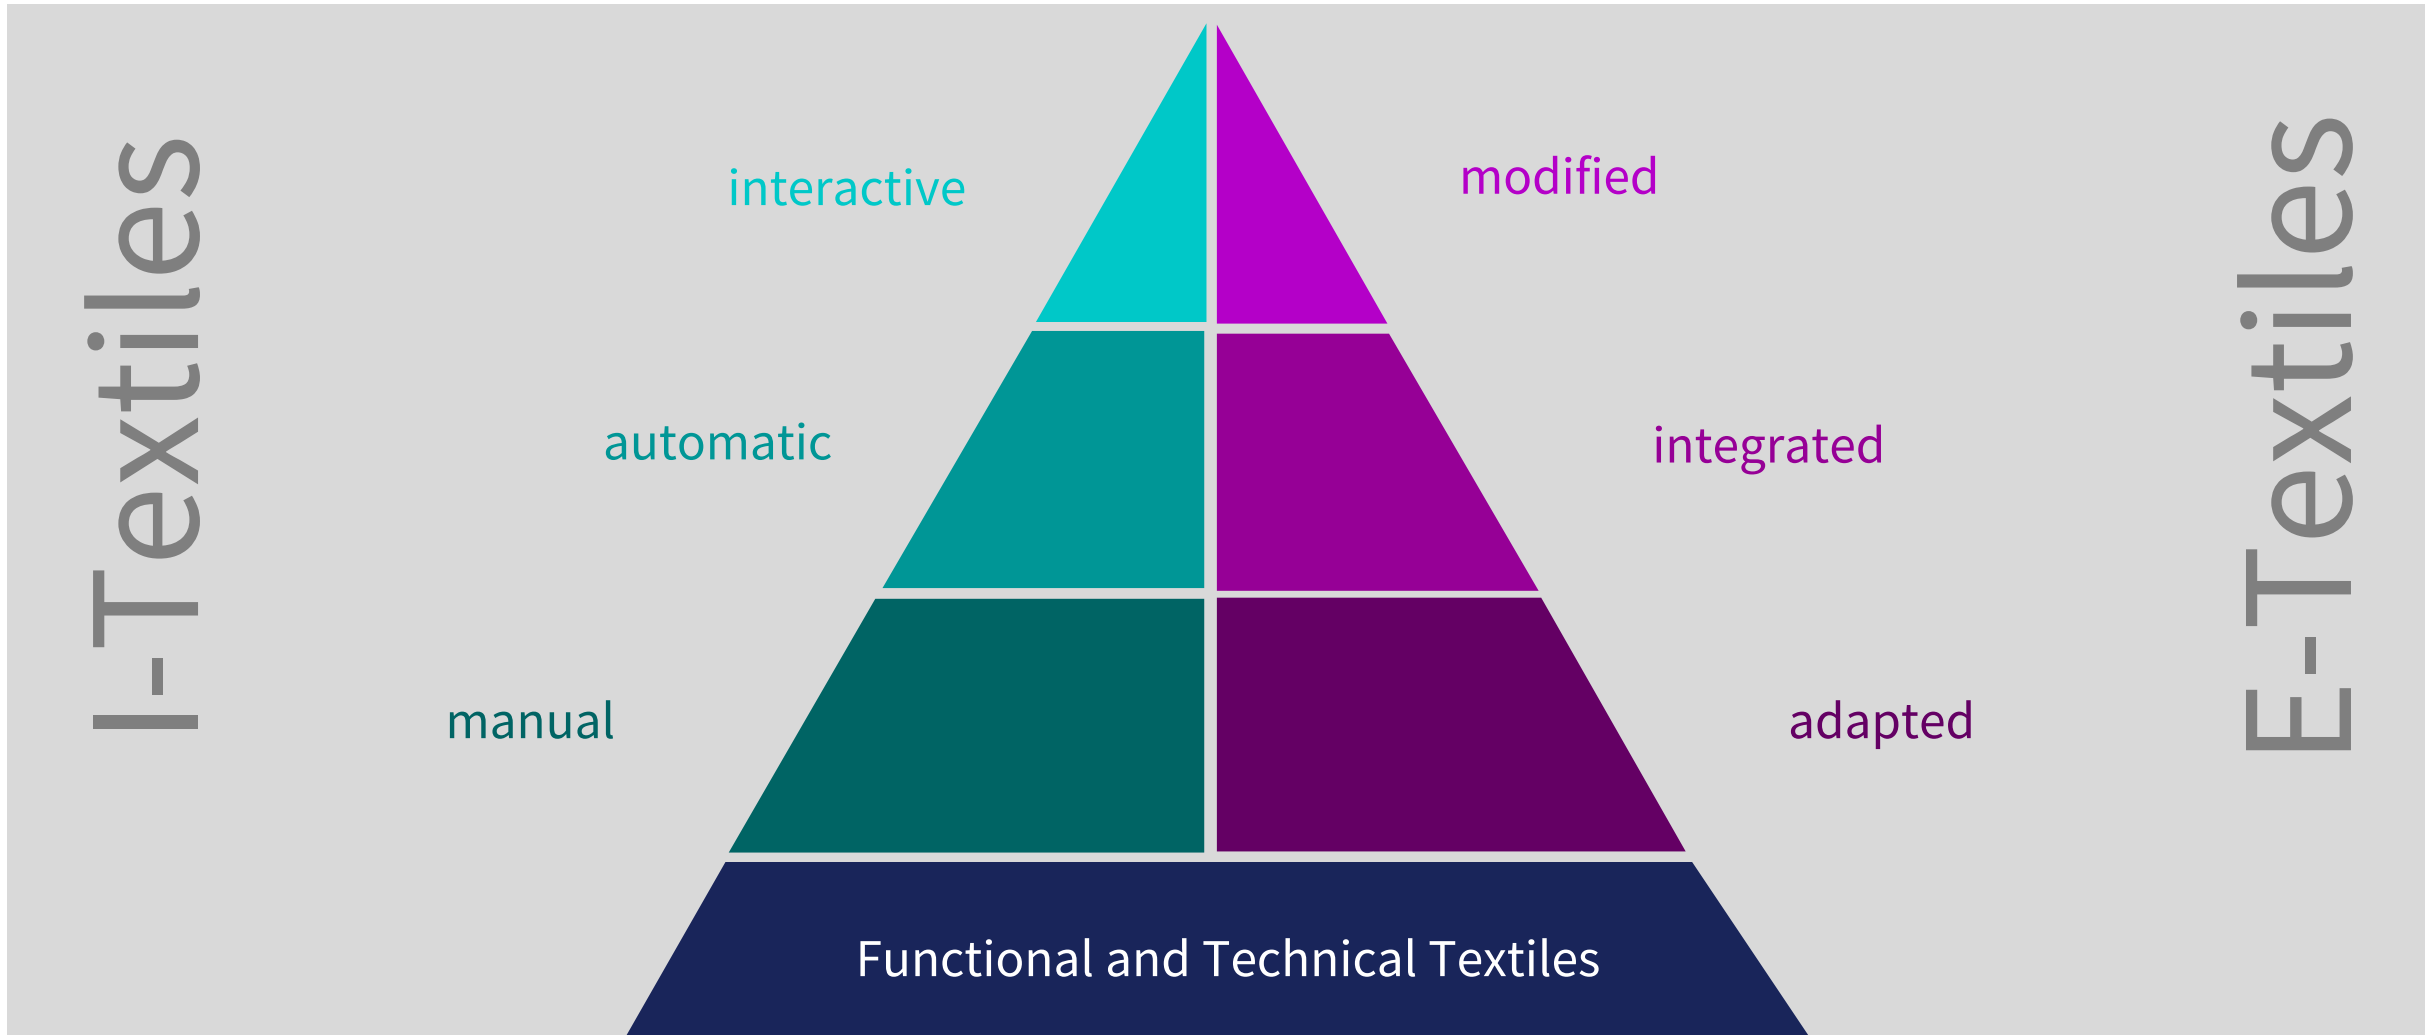 I-Textiles
interactive
automatic
manual
modified
integrated
adapted
E-Textiles
Functional and Technical Textiles